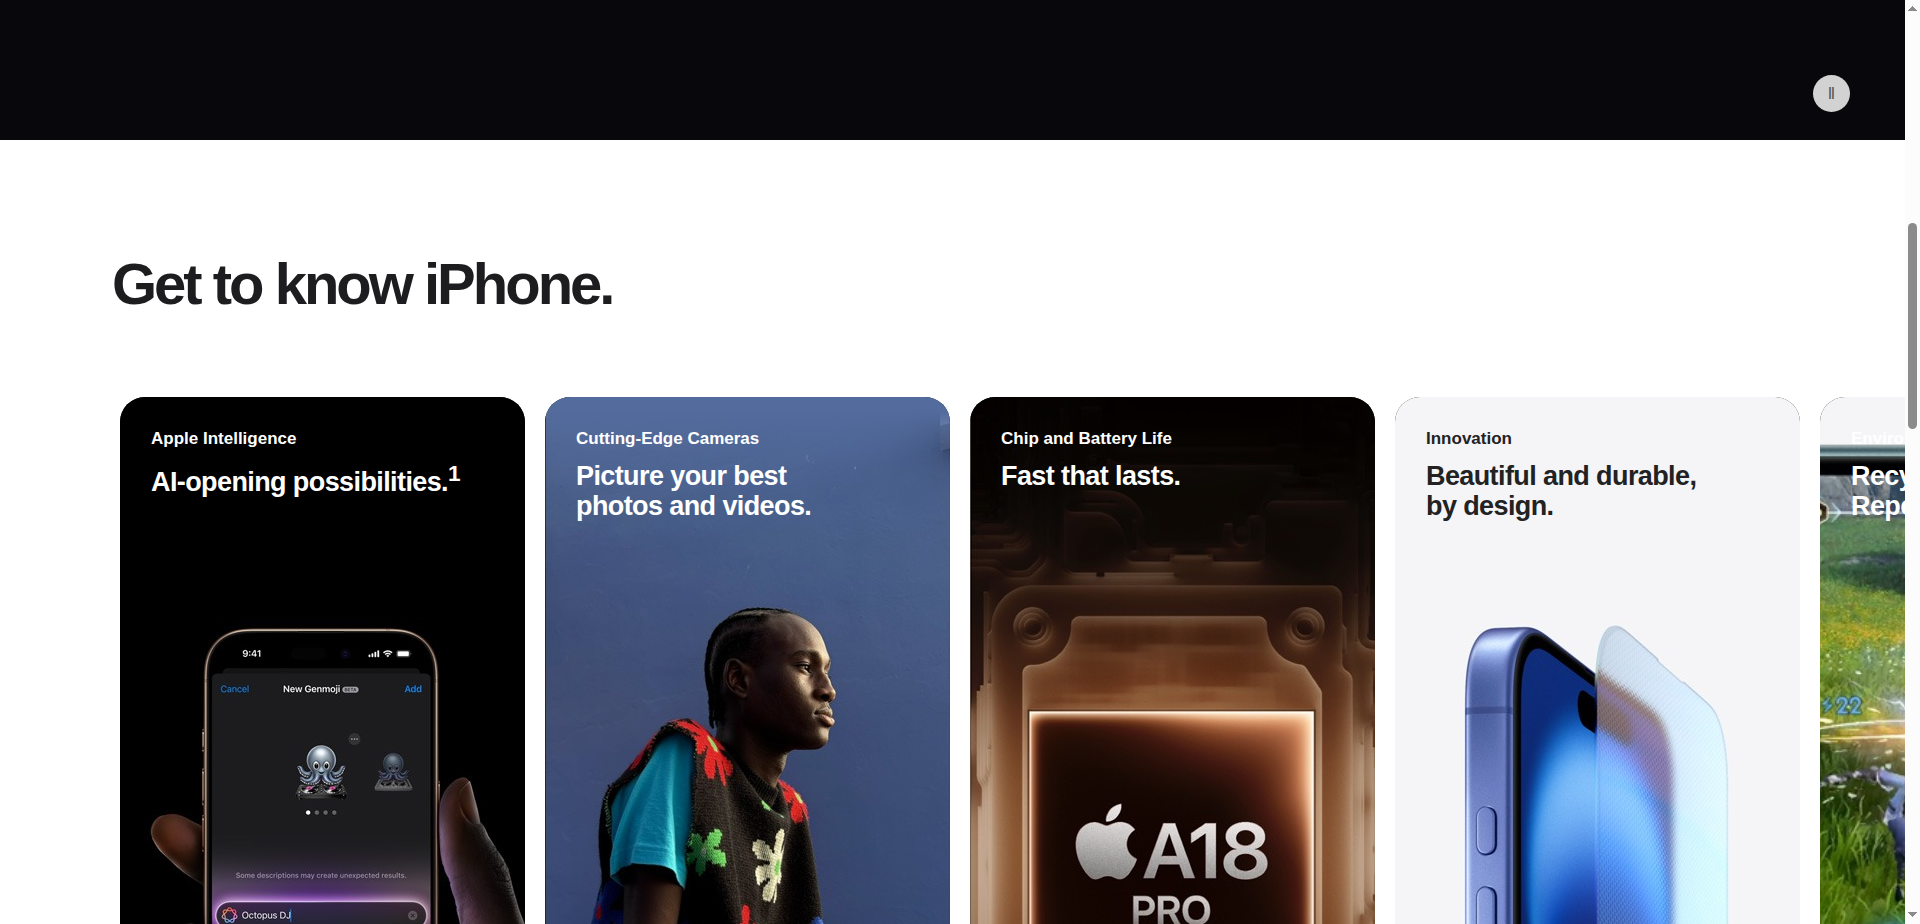 Get to know iPhone.
Apple Intelligence
AI-opening possibilities.1
9:41
Cancel
New Genmoji BETA
Add
Some descriptions may create unexpected results.
Octopus DJ
Cutting-Edge Cameras
Picture your best
photos and videos.
Chip and Battery Life
Fast that lasts.
A18
PRO
Innovation
Beautiful and durable,
by design.
22